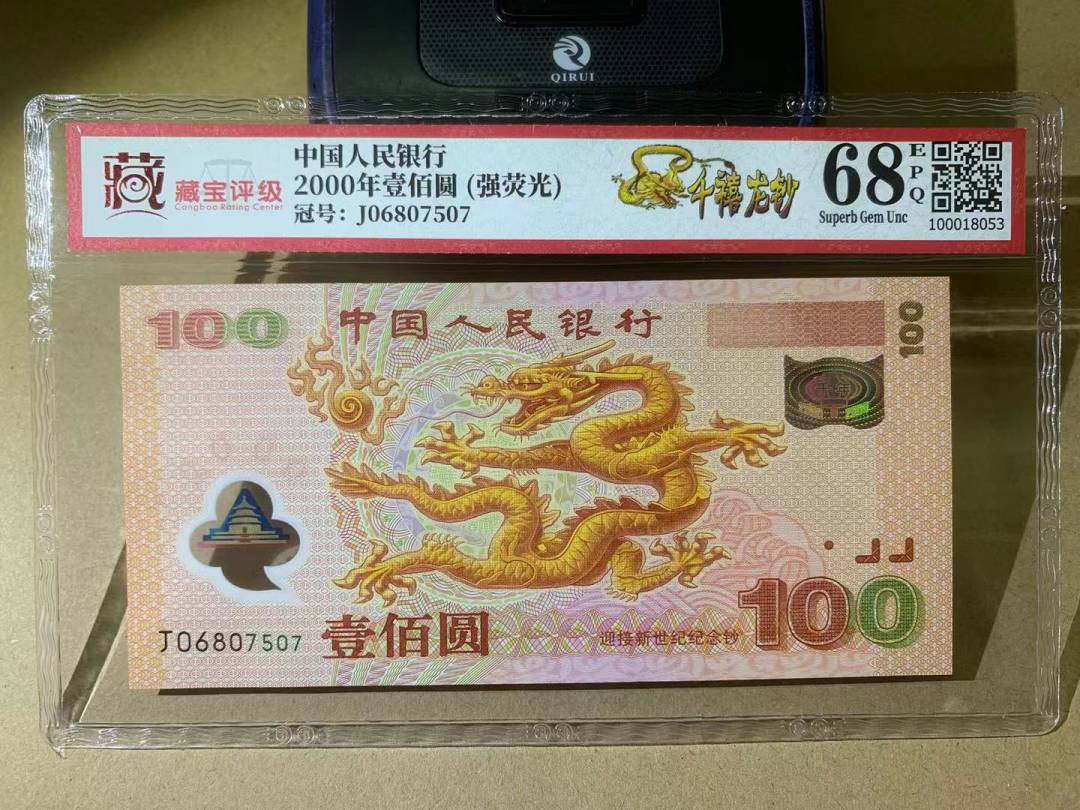 QIRUI
藏
藏宝评级
Cangbao Rating Center
中国人民银行
2000年壹佰圆 (强荧光)
冠号: J06807507
千禧龙钞
68
EPQ
Superb Gem Unc
100018053
100
中国人民银行
100
千年
J06807507
壹佰圆
迎接新世纪纪念钞
100